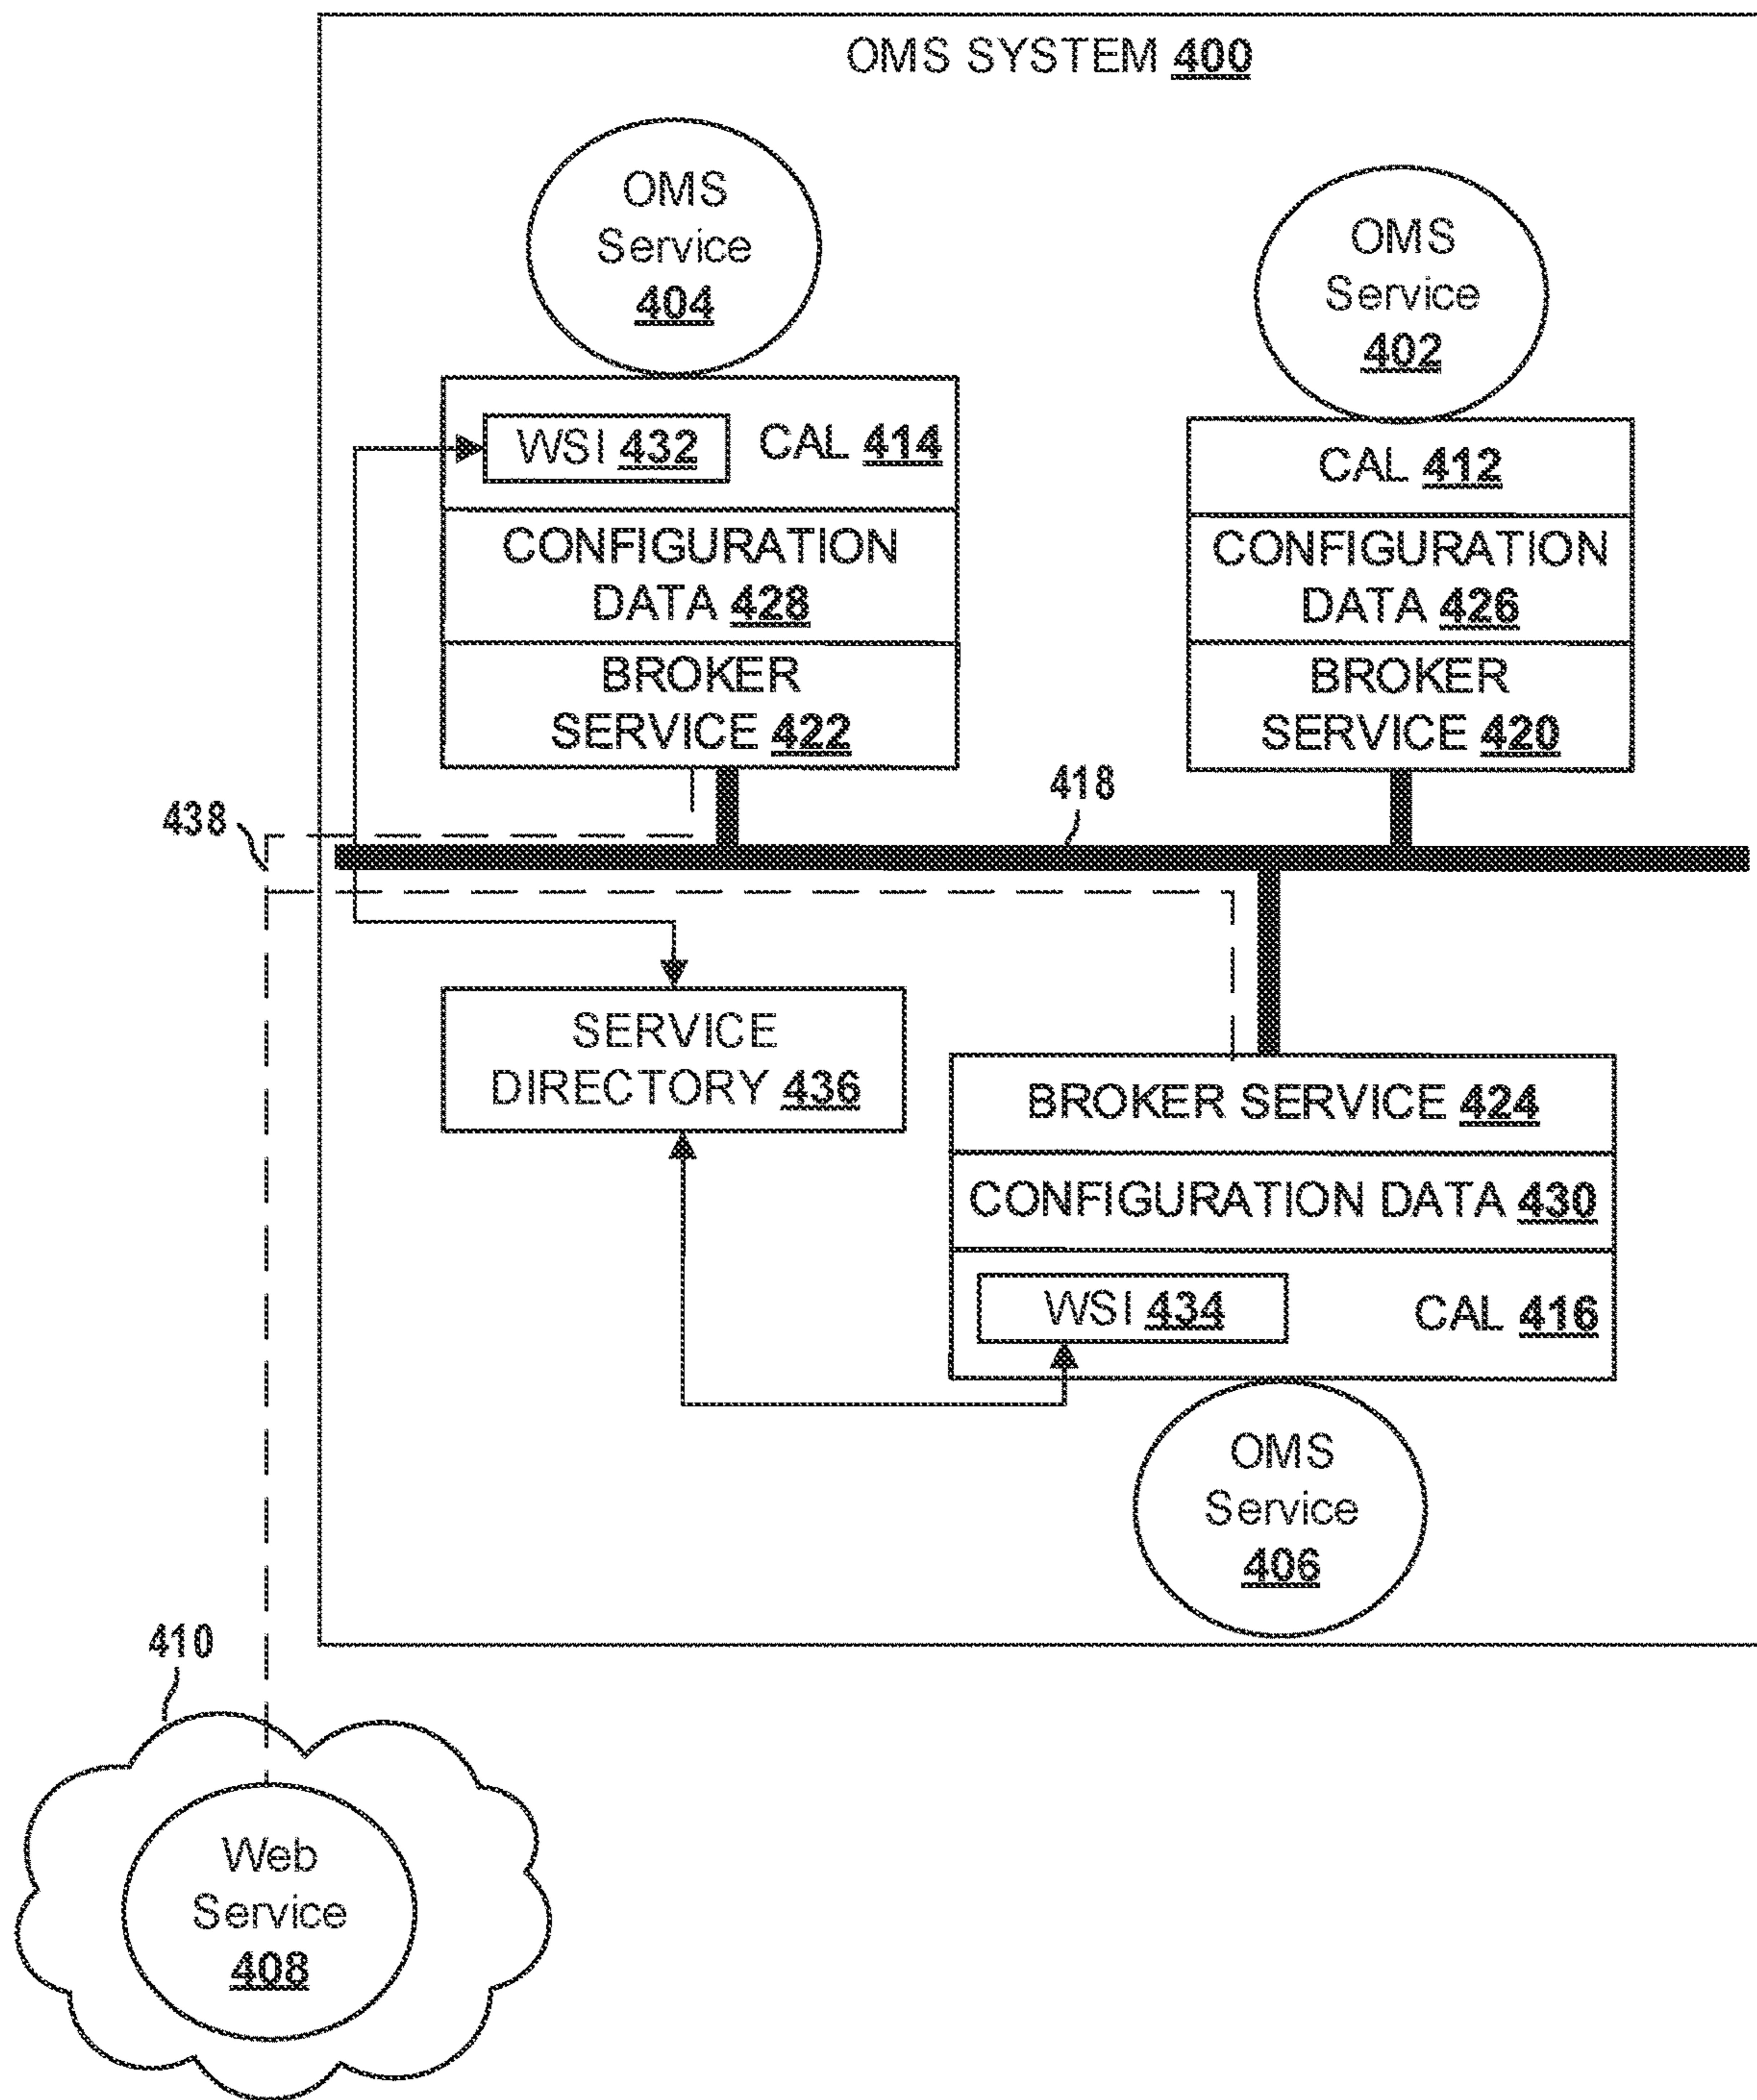 OMS SYSTEM 400
OMS
Service
404
OMS
Service
402
WSI 432
CAL 414
CAL 412
CONFIGURATION
DATA 428
CONFIGURATION
DATA 426
BROKER
SERVICE 422
BROKER
SERVICE 420
438
418
SERVICE
DIRECTORY 436
BROKER SERVICE 424
CONFIGURATION DATA 430
WSI 434
CAL 416
OMS
Service
406
410
Web
Service
408